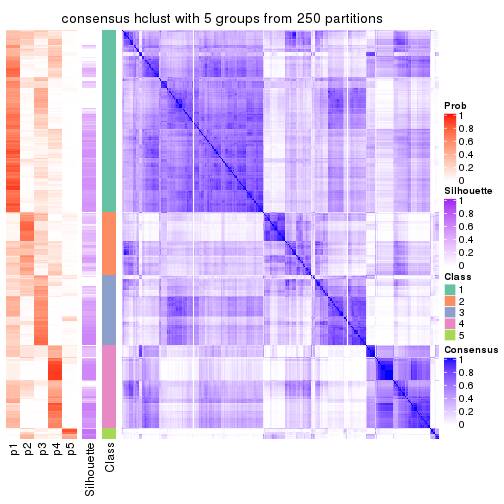 consensus hclust with 5 groups from 250 partitions
Prob
1
0.8
0.6
0.4
0.2
0
Silhouette
1
0.8
0.6
0.4
0.2
0
Class
1
2
3
4
5
Consensus
1
0.8
0.6
0.4
0.2
0
p1
p2
p3
p4
p5
Silhouette
Class